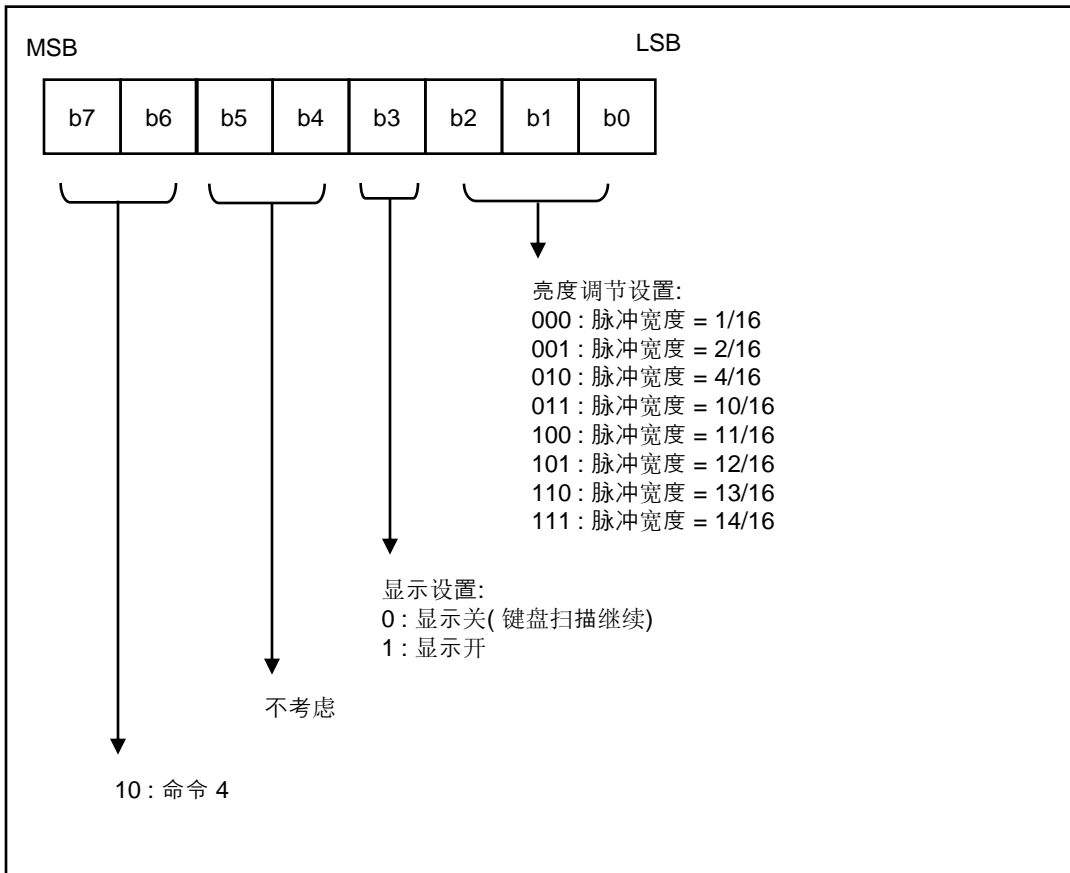 MSB
LSB
b7 b6 b5 b4 b3 b2 b1 b0
亮度调节设置:
000 : 脉冲宽度 = 1/16
001 : 脉冲宽度 = 2/16
010 : 脉冲宽度 = 4/16
011 : 脉冲宽度 = 10/16
100 : 脉冲宽度 = 11/16
101 : 脉冲宽度 = 12/16
110 : 脉冲宽度 = 13/16
111 : 脉冲宽度 = 14/16
显示设置:
0 : 显示关( 键盘扫描继续)
1 : 显示开
不考虑
10 : 命令 4